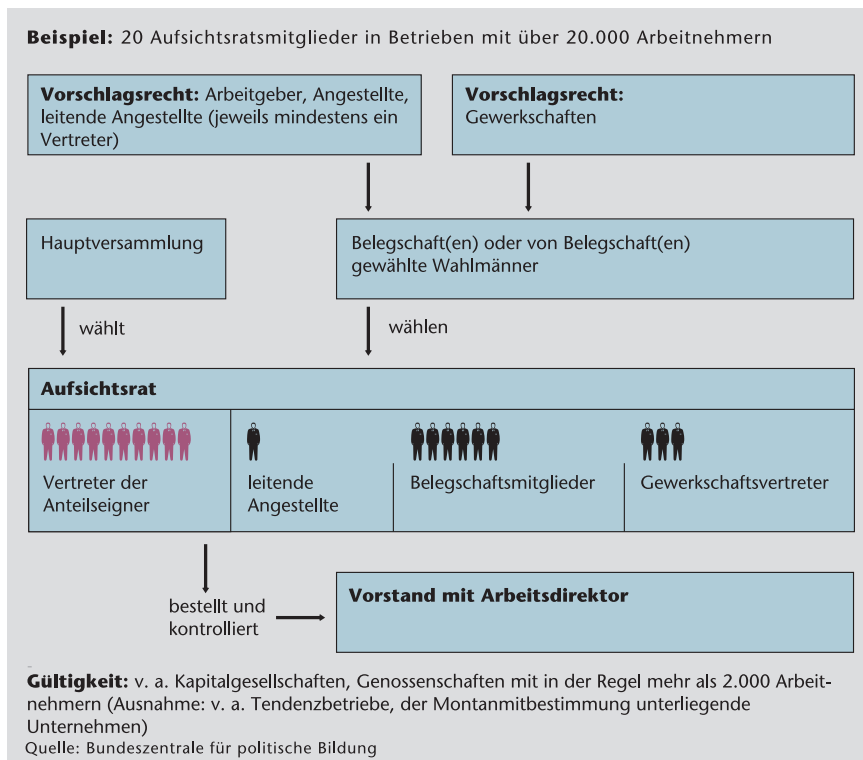 Beispiel: 20 Aufsichtsratsmitglieder in Betrieben mit über 20.000 Arbeitnehmern
Vorschlagsrecht: Arbeitgeber, Angestellte,
leitende Angestellte (jeweils mindestens ein
Vertreter)
Vorschlagsrecht:
Gewerkschaften
Hauptversammlung
Belegschaft(en) oder von Belegschaft(en)
gewählte Wahlmänner
wählt
wählen
Aufsichtsrat
Vertreter der
Anteilseigner
leitende
Angestellte
Belegschaftsmitglieder
Gewerkschaftsvertreter
bestellt und
kontrolliert
Vorstand mit Arbeitsdirektor
Gültigkeit: v. a. Kapitalgesellschaften, Genossenschaften mit in der Regel mehr als 2.000 Arbeit-
nehmern (Ausnahme: v. a. Tendenzbetriebe, der Montanmitbestimmung unterliegende
Unternehmen)
Quelle: Bundeszentrale für politische Bildung